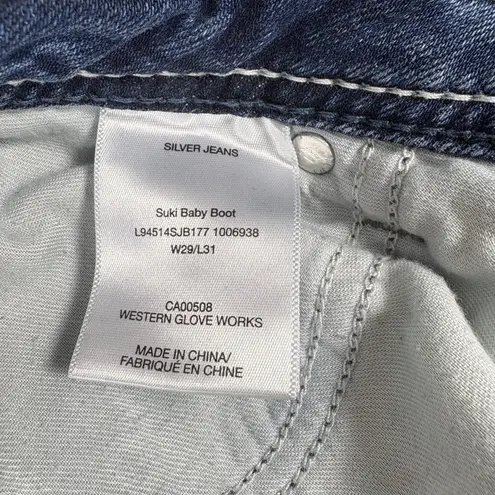 SILVER JEANS
Suki Baby Boot
L94514SJB177 1006938
W29/L31
CA00508
WESTERN GLOVE WORKS
MADE IN CHINA/
FABRIQUÉ EN CHINE